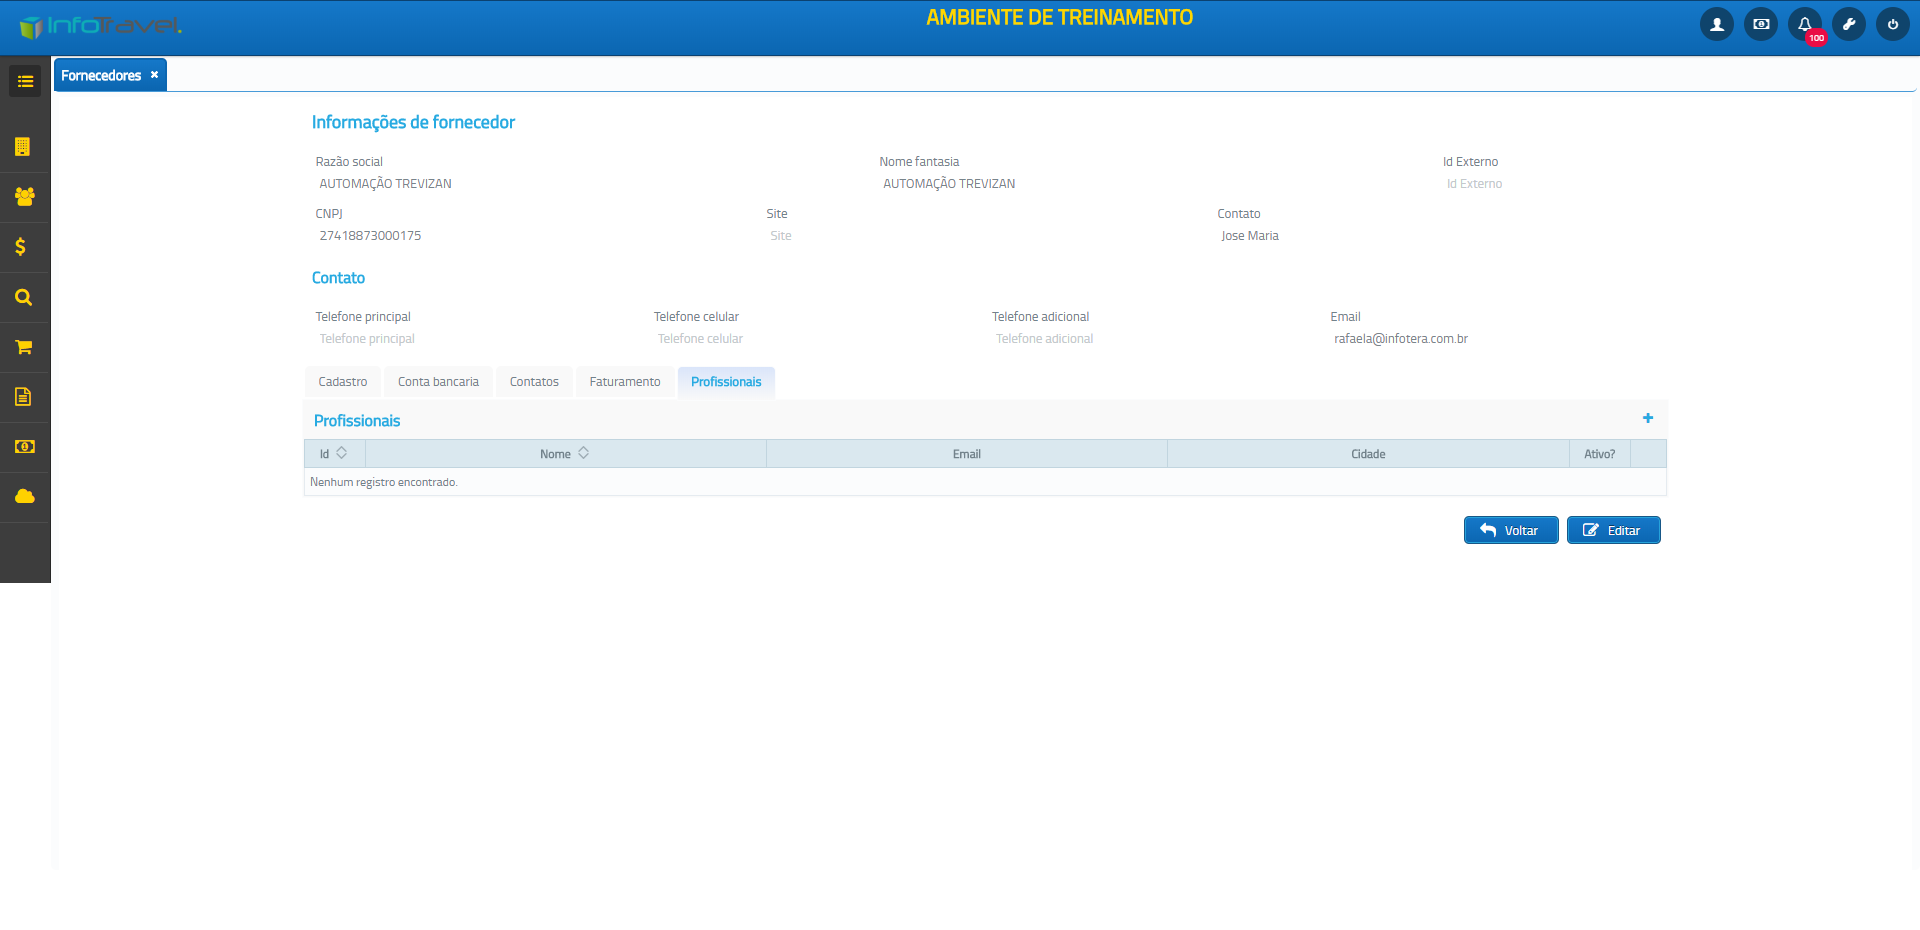 InfoTravel.
AMBIENTE DE TREINAMENTO
100
Fornecedores
Informações de fornecedor
Razão social Nome fantasia Id Externo
AUTOMAÇÃO TREVIZAN AUTOMAÇÃO TREVIZAN Id Externo
CNPJ Site Contato
27418873000175 Site Jose Maria
Contato
Telefone principal Telefone celular Telefone adicional Email
Telefone principal Telefone celular Telefone adicional rafaela@infotera.com.br
Cadastro Conta bancaria Contatos Faturamento Profissionais
Profissionais
Id Nome Email Cidade Ativo?
Nenhum registro encontrado.
Voltar Editar